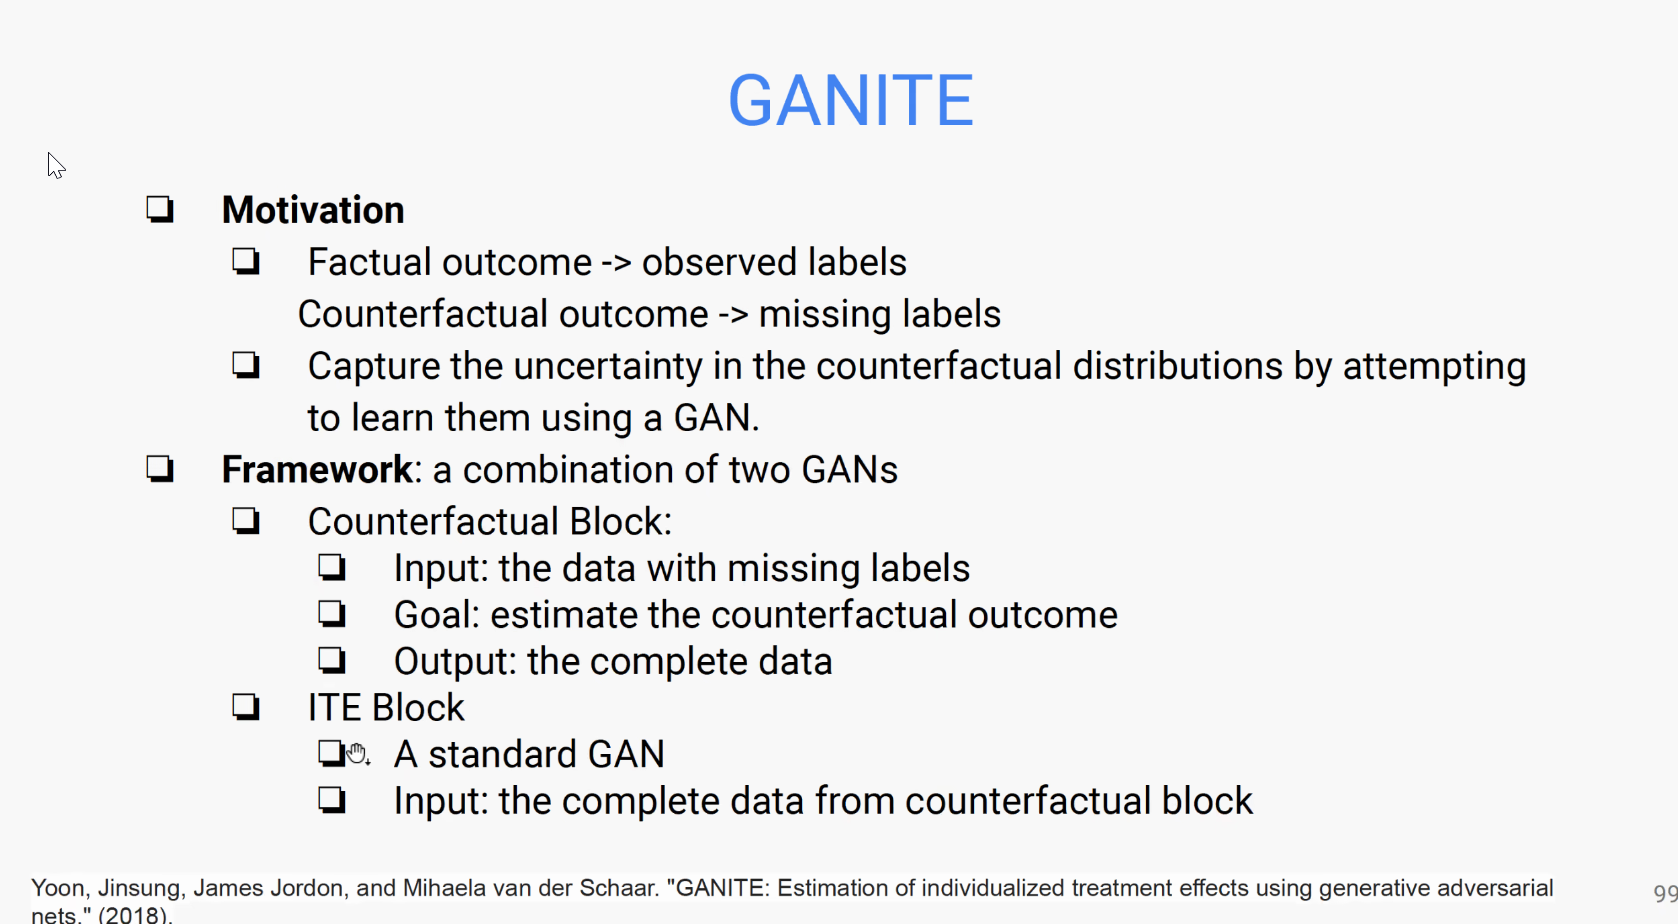 GANITE
Motivation
Factual outcome -> observed labels
Counterfactual outcome -> missing labels
Capture the uncertainty in the counterfactual distributions by attempting
to learn them using a GAN.
Framework: a combination of two GANs
Counterfactual Block:
Input: the data with missing labels
Goal: estimate the counterfactual outcome
Output: the complete data
ITE Block
A standard GAN
Input: the complete data from counterfactual block
Yoon, Jinsung, James Jordon, and Mihaela van der Schaar. "GANITE: Estimation of individualized treatment effects using generative adversarial
nets." (2018).
99